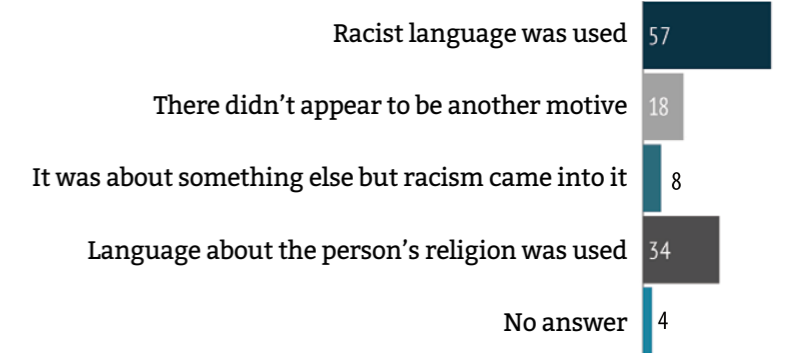 Racist language was used 57
There didn’t appear to be another motive 18
It was about something else but racism came into it 8
Language about the person’s religion was used 34
No answer 4